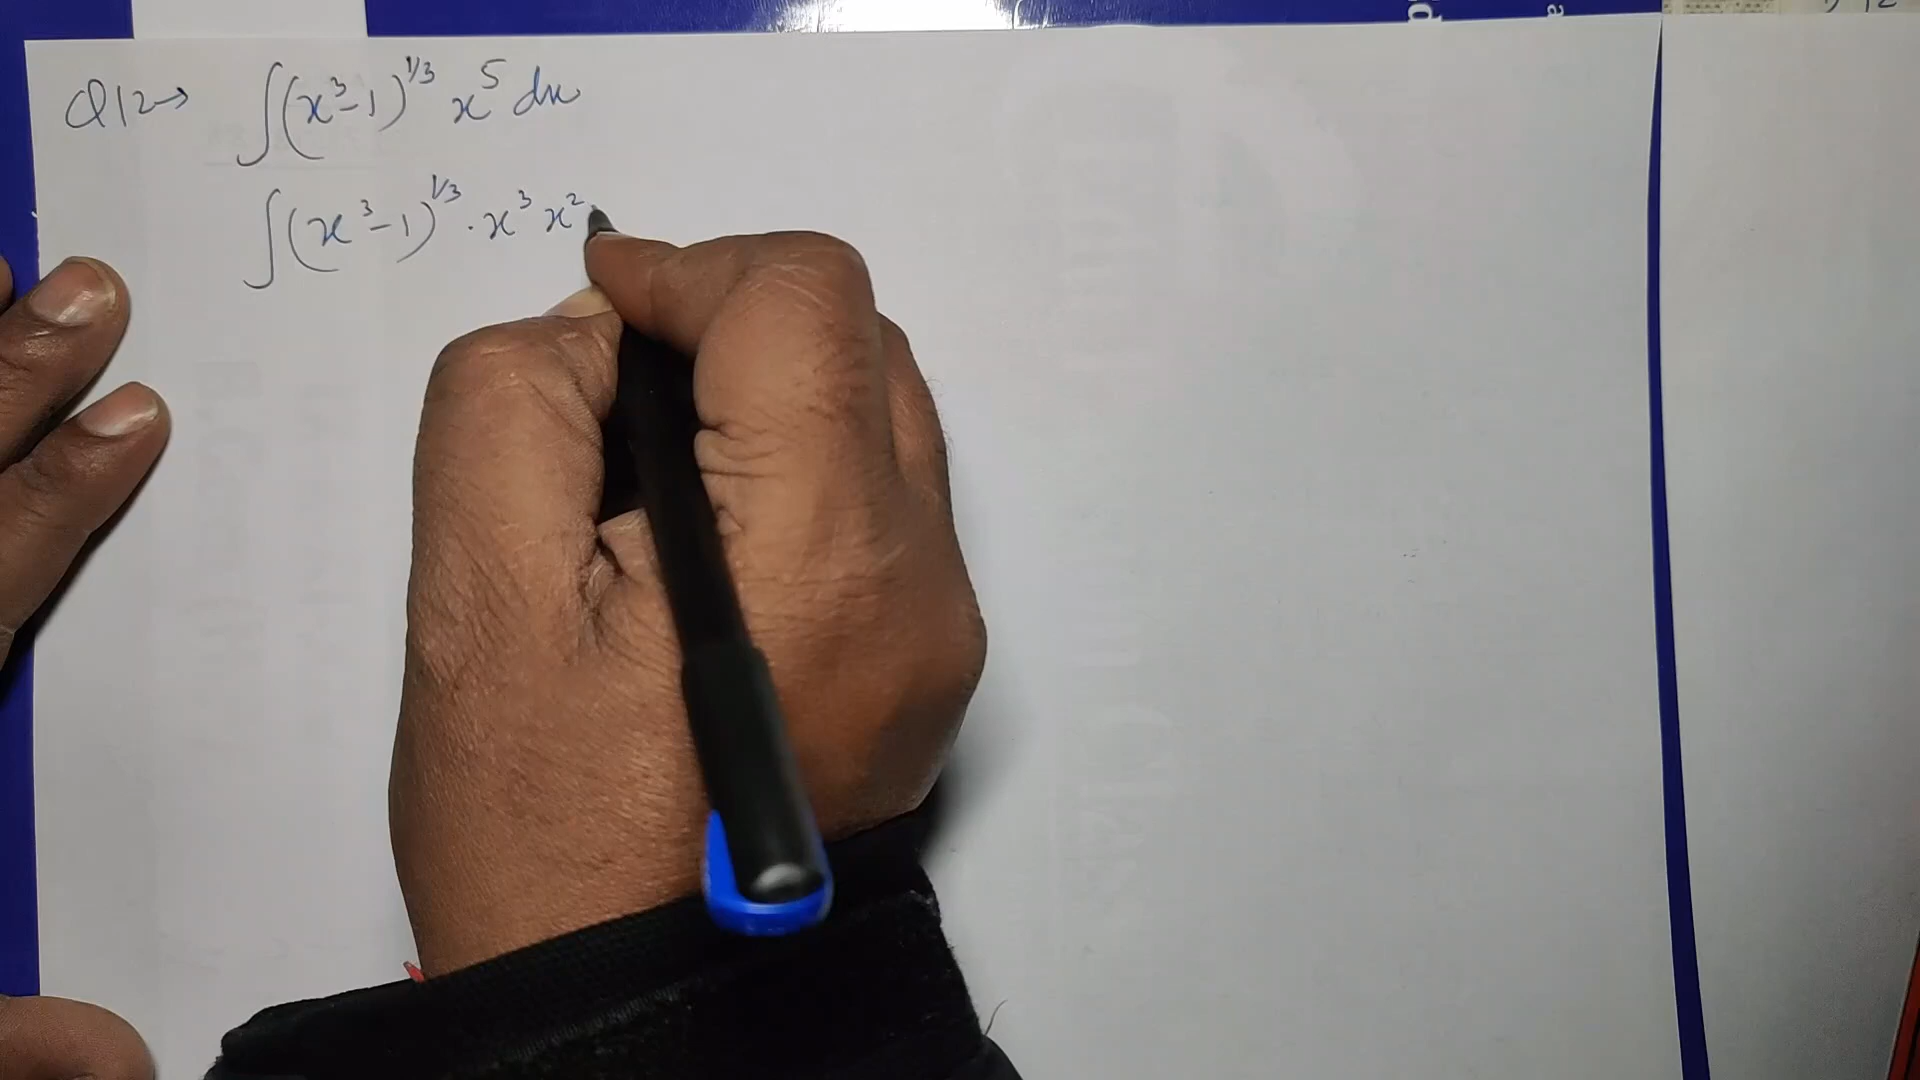 Q12→ ∫(x³-1)^1/3 x⁵ dx
∫(x³-1)^1/3 · x³ x²